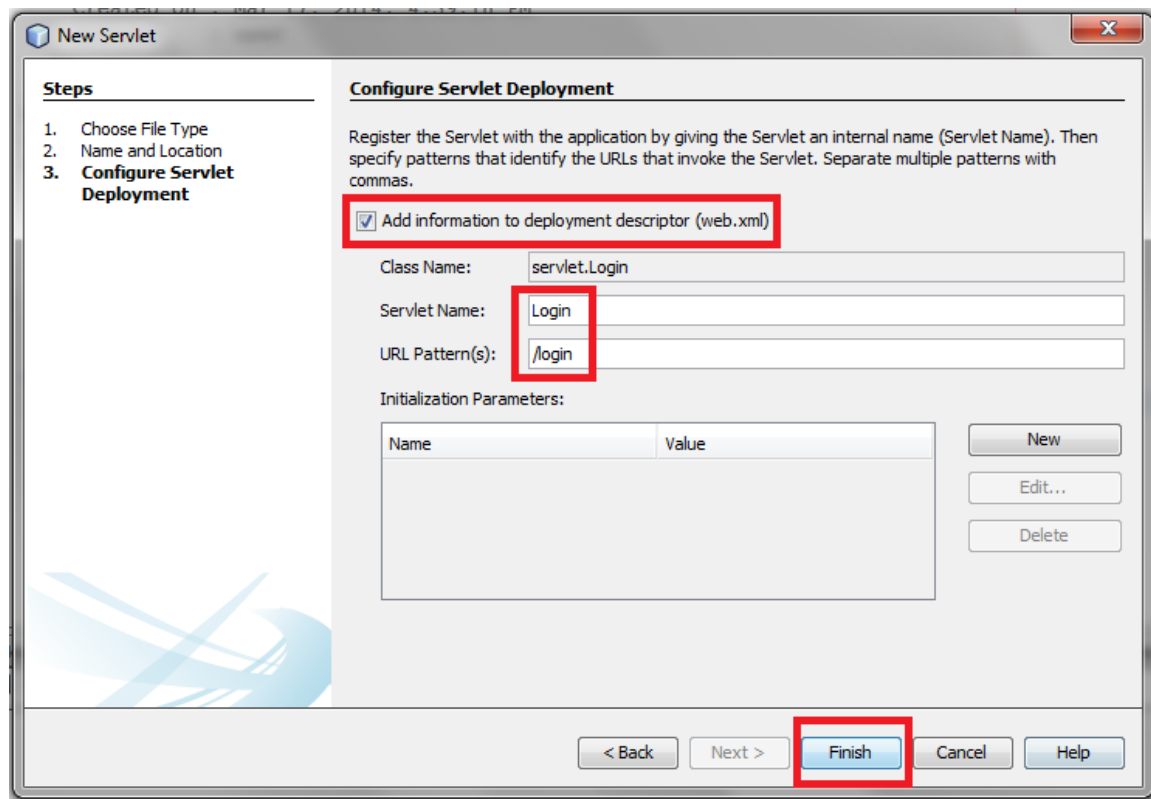 New Servlet
Steps
1. Choose File Type
2. Name and Location
3. Configure Servlet
Deployment
Configure Servlet Deployment
Register the Servlet with the application by giving the Servlet an internal name (Servlet Name). Then
specify patterns that identify the URLs that invoke the Servlet. Separate multiple patterns with
commas.
Add information to deployment descriptor (web.xml)
Class Name: servlet.Login
Servlet Name: Login
URL Pattern(s): /login
Initialization Parameters:
Name Value
New
Edit...
Delete
< Back Next > Finish Cancel Help